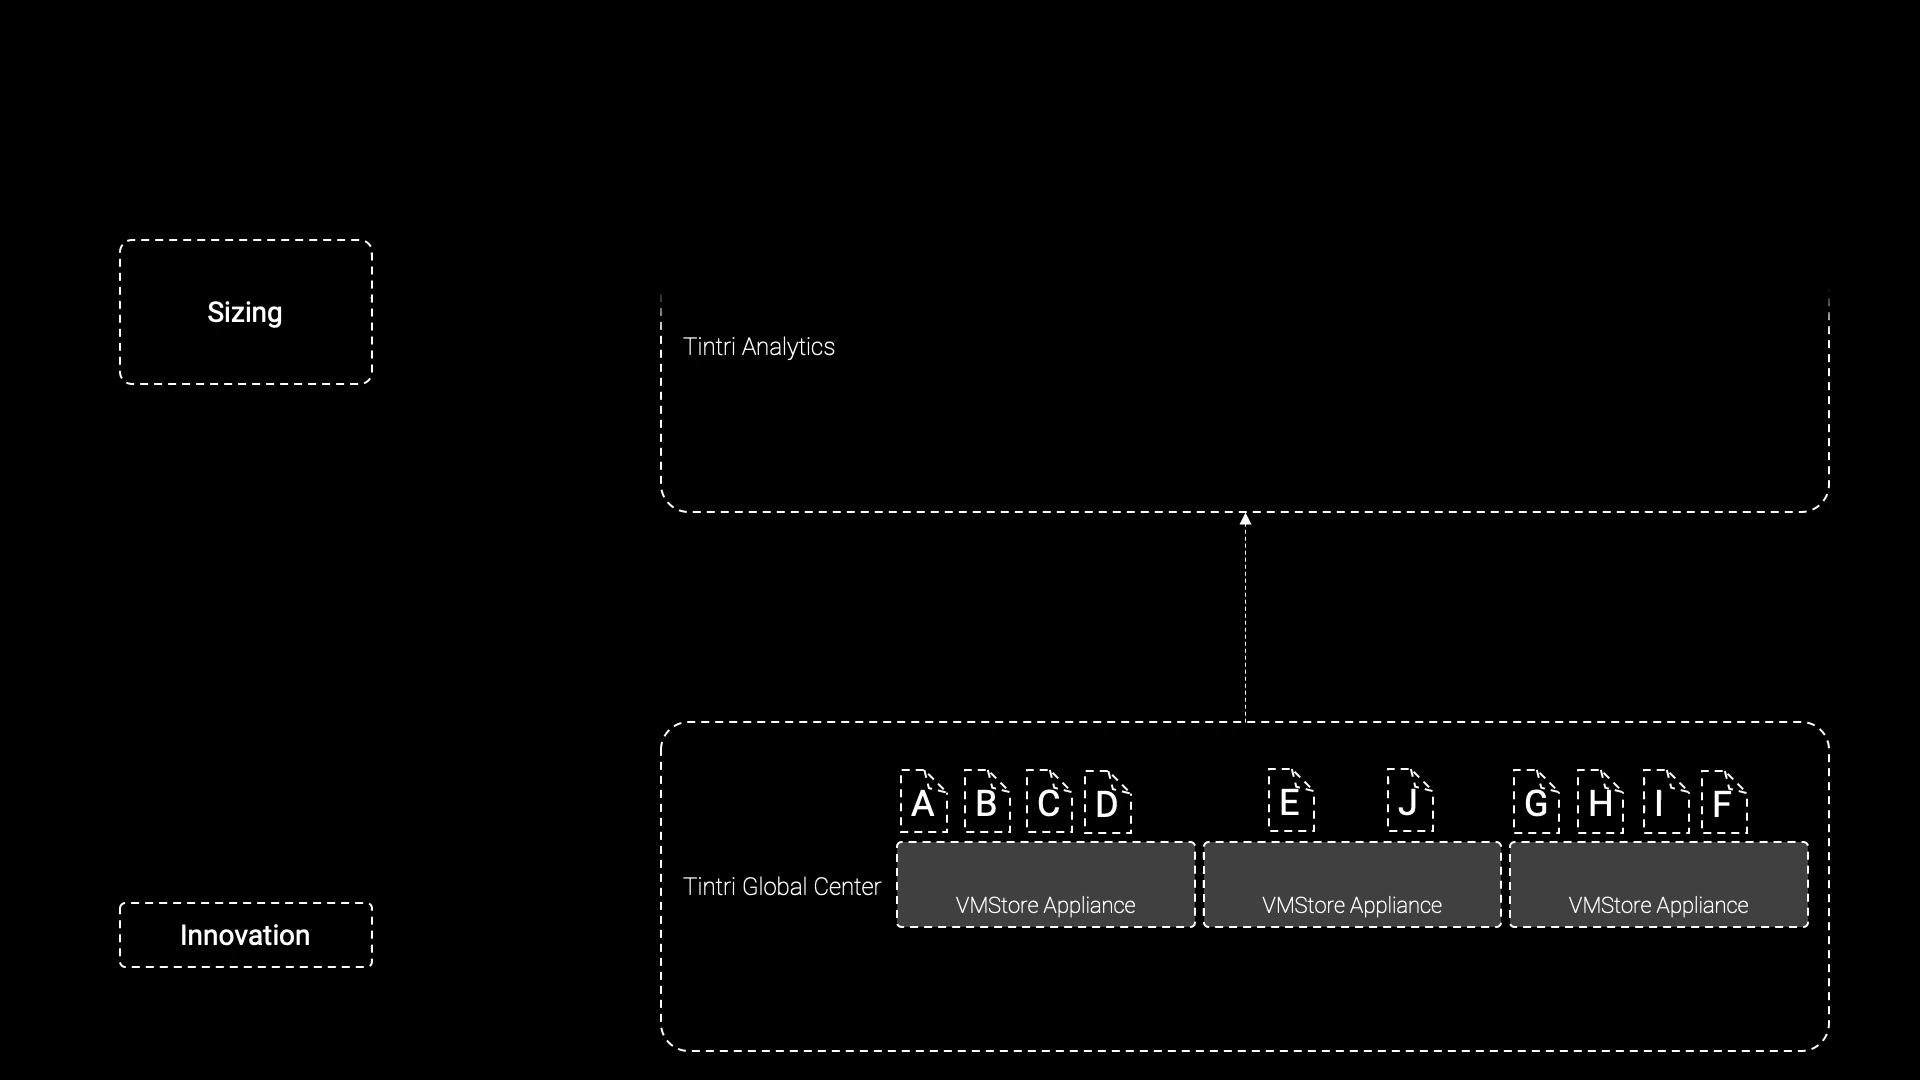 Sizing
Tintri Analytics
A B C D E J G H I F
Tintri Global Center
VMStore Appliance VMStore Appliance VMStore Appliance
Innovation